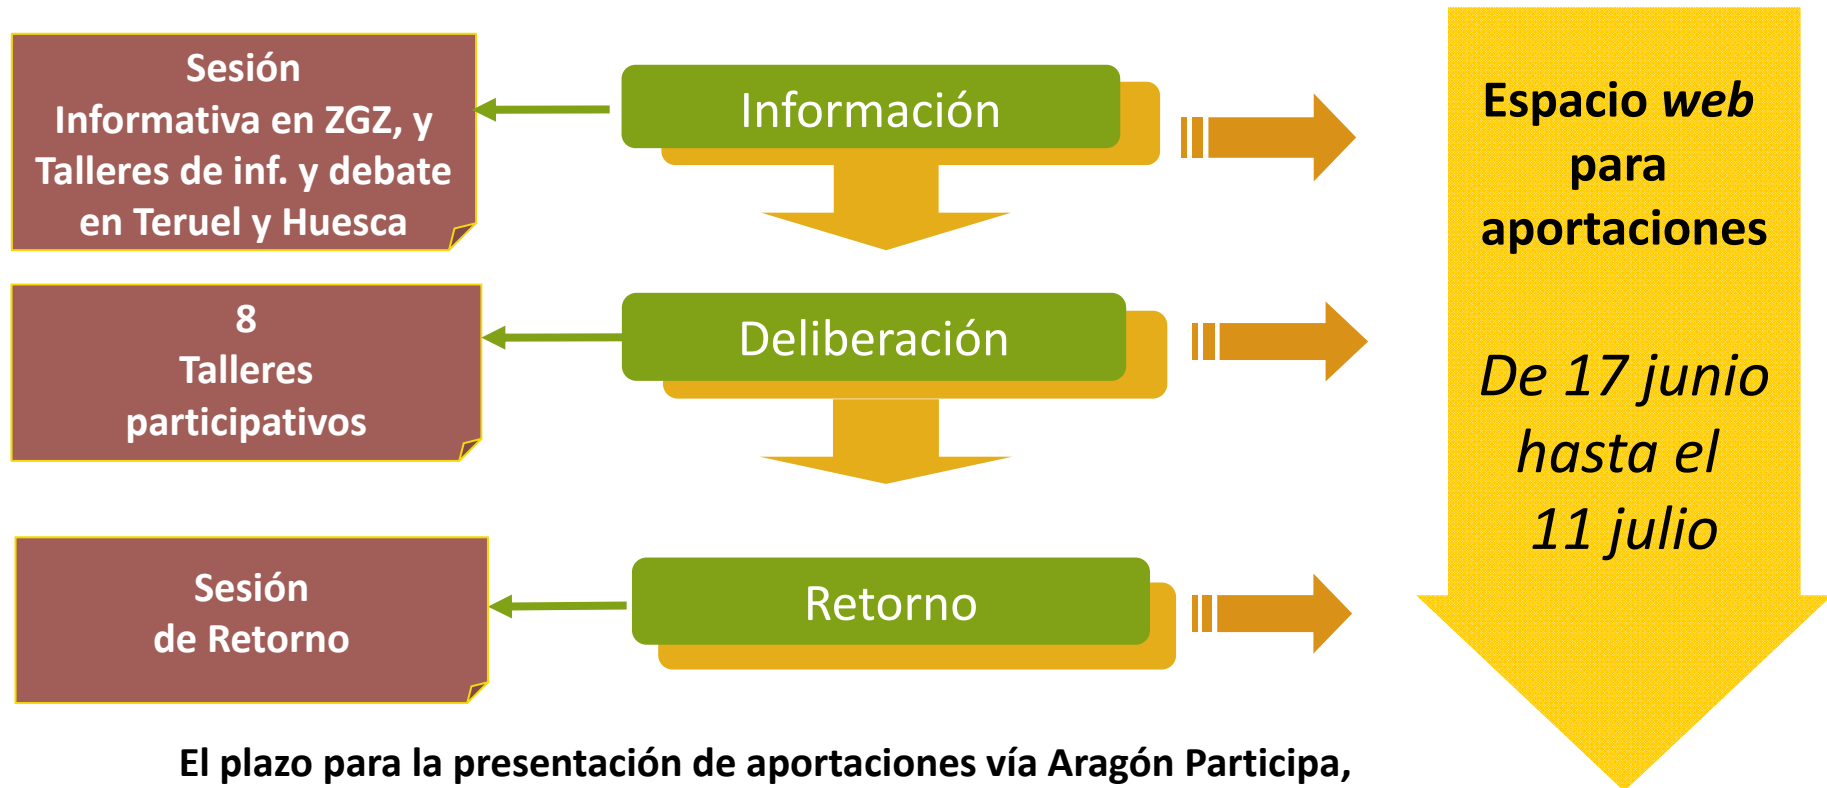 Sesión
Informativa en ZGZ, y
Talleres de inf. y debate
en Teruel y Huesca
Información
Espacio web
para
aportaciones
8
Talleres
participativos
Deliberación
De 17 junio
hasta el
11 julio
Sesión
de Retorno
Retorno
El plazo para la presentación de aportaciones vía Aragón Participa,